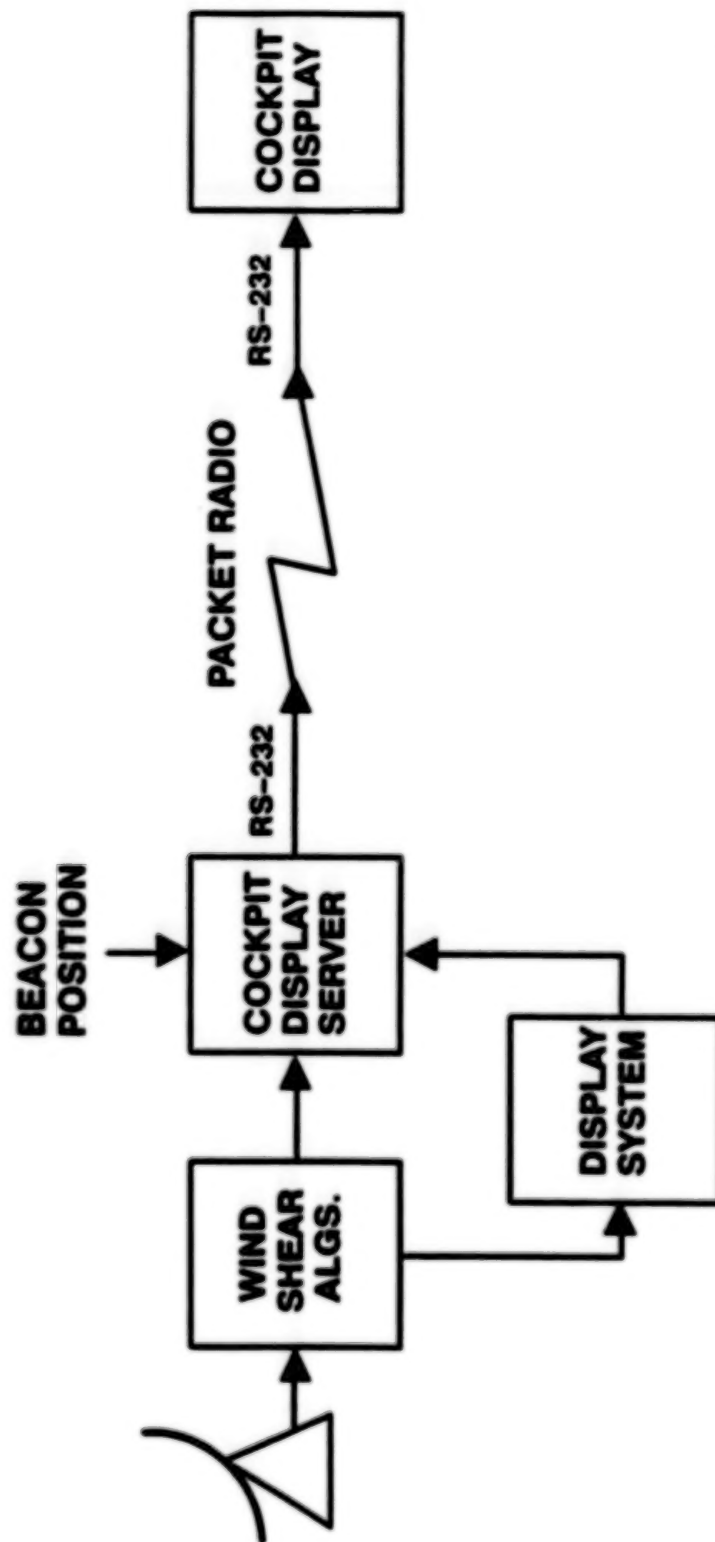 BEACON
POSITION
WIND
SHEAR
ALGS.
COCKPIT
DISPLAY
SERVER
RS-232
PACKET RADIO
RS-232
COCKPIT
DISPLAY
DISPLAY
SYSTEM